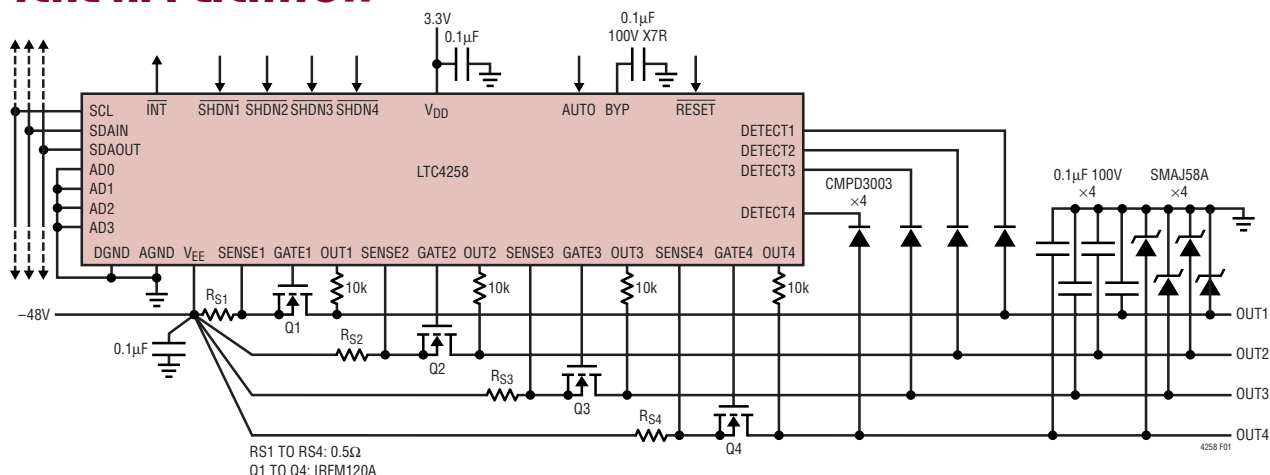 3.3V
0.1µF
0.1µF
100V X7R
SCL
INT
SHDN1 SHDN2 SHDN3 SHDN4
VDD
AUTO BYP
RESET
SDAIN
SDAOUT
AD0
AD1
AD2
AD3
LTC4258
DETECT1
DETECT2
DETECT3
DETECT4
CMPD3003
×4
0.1µF 100V
×4
SMAJ58A
×4
DGND AGND VEE SENSE1 GATE1 OUT1 SENSE2 GATE2 OUT2 SENSE3 GATE3 OUT3 SENSE4 GATE4 OUT4
10k
10k
10k
10k
–48V
RS1
Q1
OUT1
0.1µF
RS2
Q2
OUT2
RS3
Q3
OUT3
RS4
Q4
OUT4
4258 F01
RS1 TO RS4: 0.5Ω
Q1 TO Q4: IRFM120A